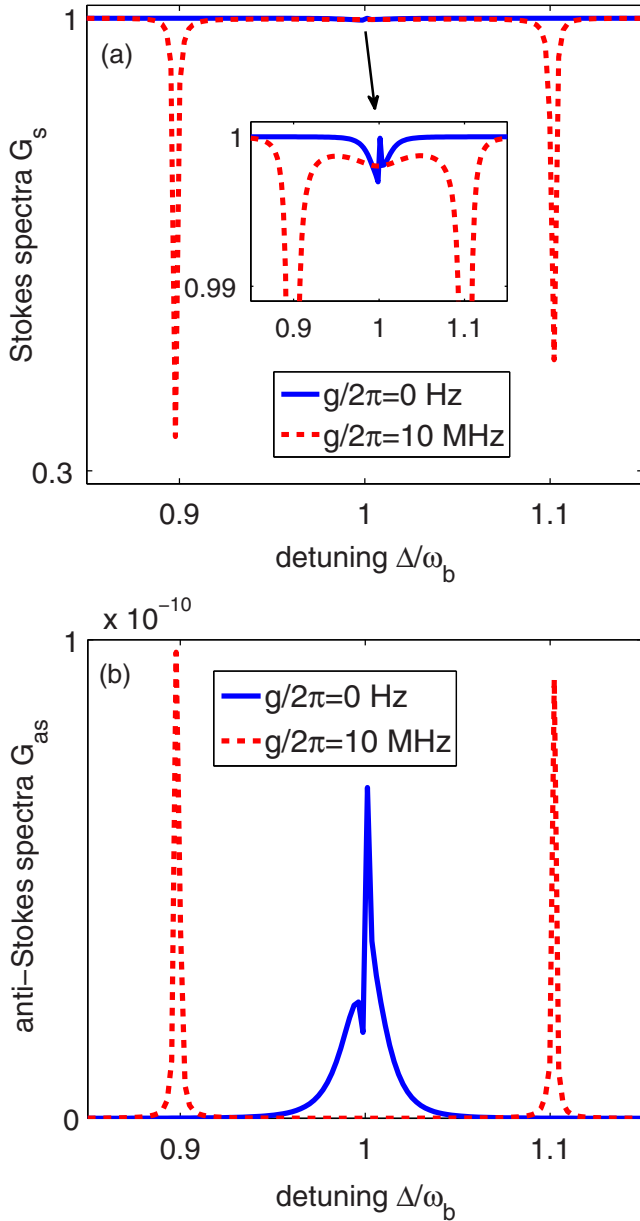 1
(a)
Stokes spectra G_s
1
0.99
0.9 1 1.1
g/2π=0 Hz
g/2π=10 MHz
0.3
0.9 1 1.1
detuning Δ/ω_b
x 10^−10
1
(b)
g/2π=0 Hz
g/2π=10 MHz
anti−Stokes spectra G_as
0
0.9 1 1.1
detuning Δ/ω_b